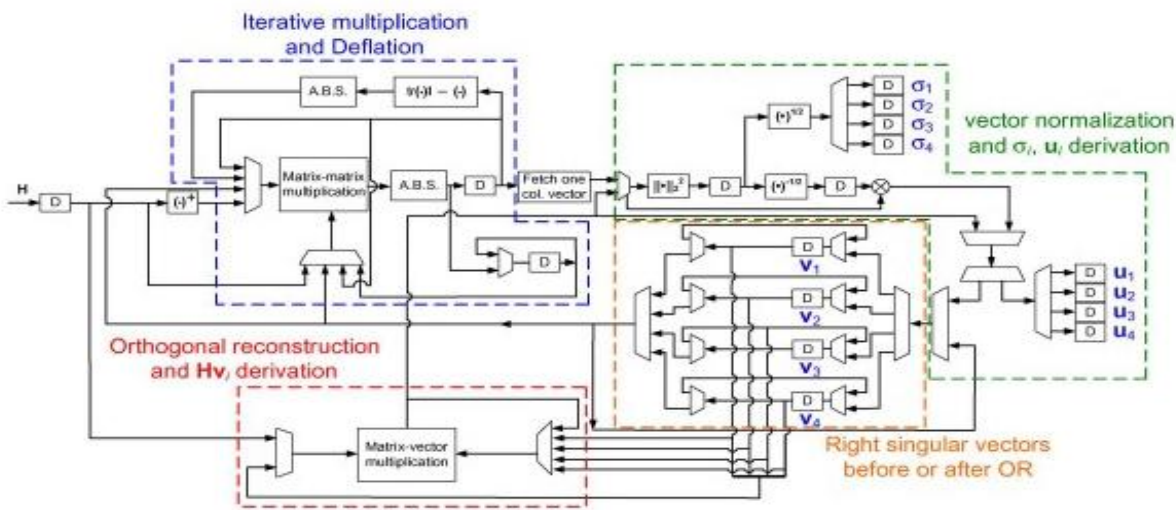 Iterative multiplication
and Deflation
A.B.S.
tr(·)I − (·)
(•)^1/2
D
D
D
D
σ1
σ2
σ3
σ4
vector normalization
and σi, ui derivation
H
D
(·)^+
Matrix-matrix
multiplication
A.B.S.
D
Fetch one
col. vector
||•||2^2
D
(•)^-1/2
D
D
D
v1
D
v2
D
v3
D
v4
D
D
D
D
u1
u2
u3
u4
Orthogonal reconstruction
and Hvi derivation
Matrix-vector
multiplication
Right singular vectors
before or after OR